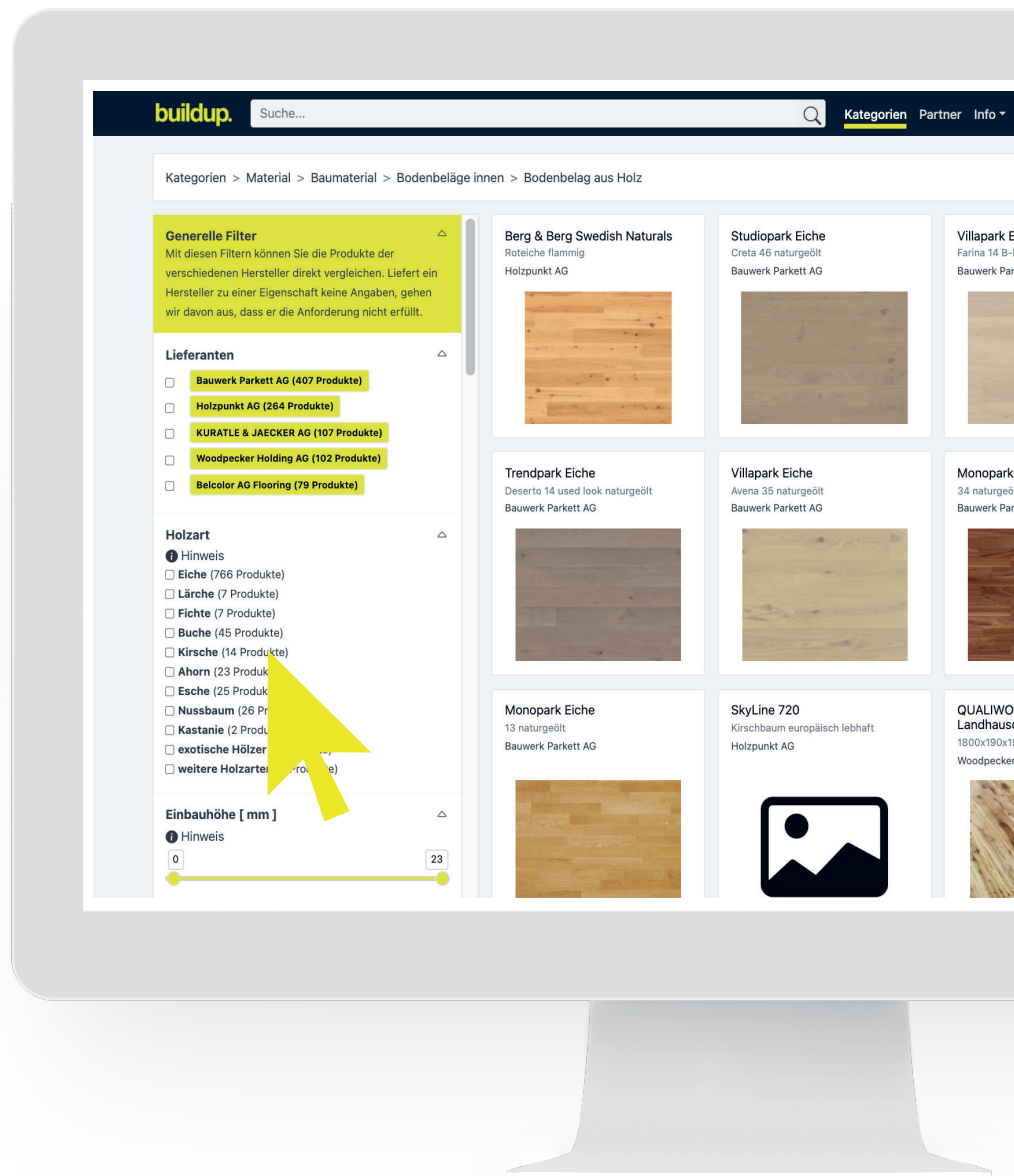 buildup.
Suche...
Kategorien Partner Info
Kategorien > Material > Baumaterial > Bodenbeläge innen > Bodenbelag aus Holz
Generelle Filter
Mit diesen Filtern können Sie die Produkte der
verschiedenen Hersteller direkt vergleichen. Liefert ein
Hersteller zu einer Eigenschaft keine Angaben, gehen
wir davon aus, dass er die Anforderung nicht erfüllt.
Lieferanten
Bauwerk Parkett AG (407 Produkte)
Holzpunkt AG (264 Produkte)
KURATLE & JAECKER AG (107 Produkte)
Woodpecker Holding AG (102 Produkte)
Belcolor AG Flooring (79 Produkte)
Holzart
Hinweis
Eiche (766 Produkte)
Lärche (7 Produkte)
Fichte (7 Produkte)
Buche (45 Produkte)
Kirsche (14 Produkte)
Ahorn (23
Esche (25
Nussbaum (26
Kastanie (2
exotische Hölzer
weitere Holzarten
Einbauhöhe [ mm ]
Hinweis
0
23
Berg & Berg Swedish Naturals
Roteiche flammig
Holzpunkt AG
Studiopark Eiche
Creta 46 naturgeölt
Bauwerk Parkett AG
Villapark
Farina 14
Bauwerk
Trendpark Eiche
Deserto 14 used look naturgeölt
Bauwerk Parkett AG
Villapark Eiche
Avena 35 naturgeölt
Bauwerk Parkett AG
Monopark
34
Bauwerk
Monopark Eiche
13 naturgeölt
Bauwerk Parkett AG
SkyLine 720
Kirschbaum europäisch lebhaft
Holzpunkt AG
Woodpecker